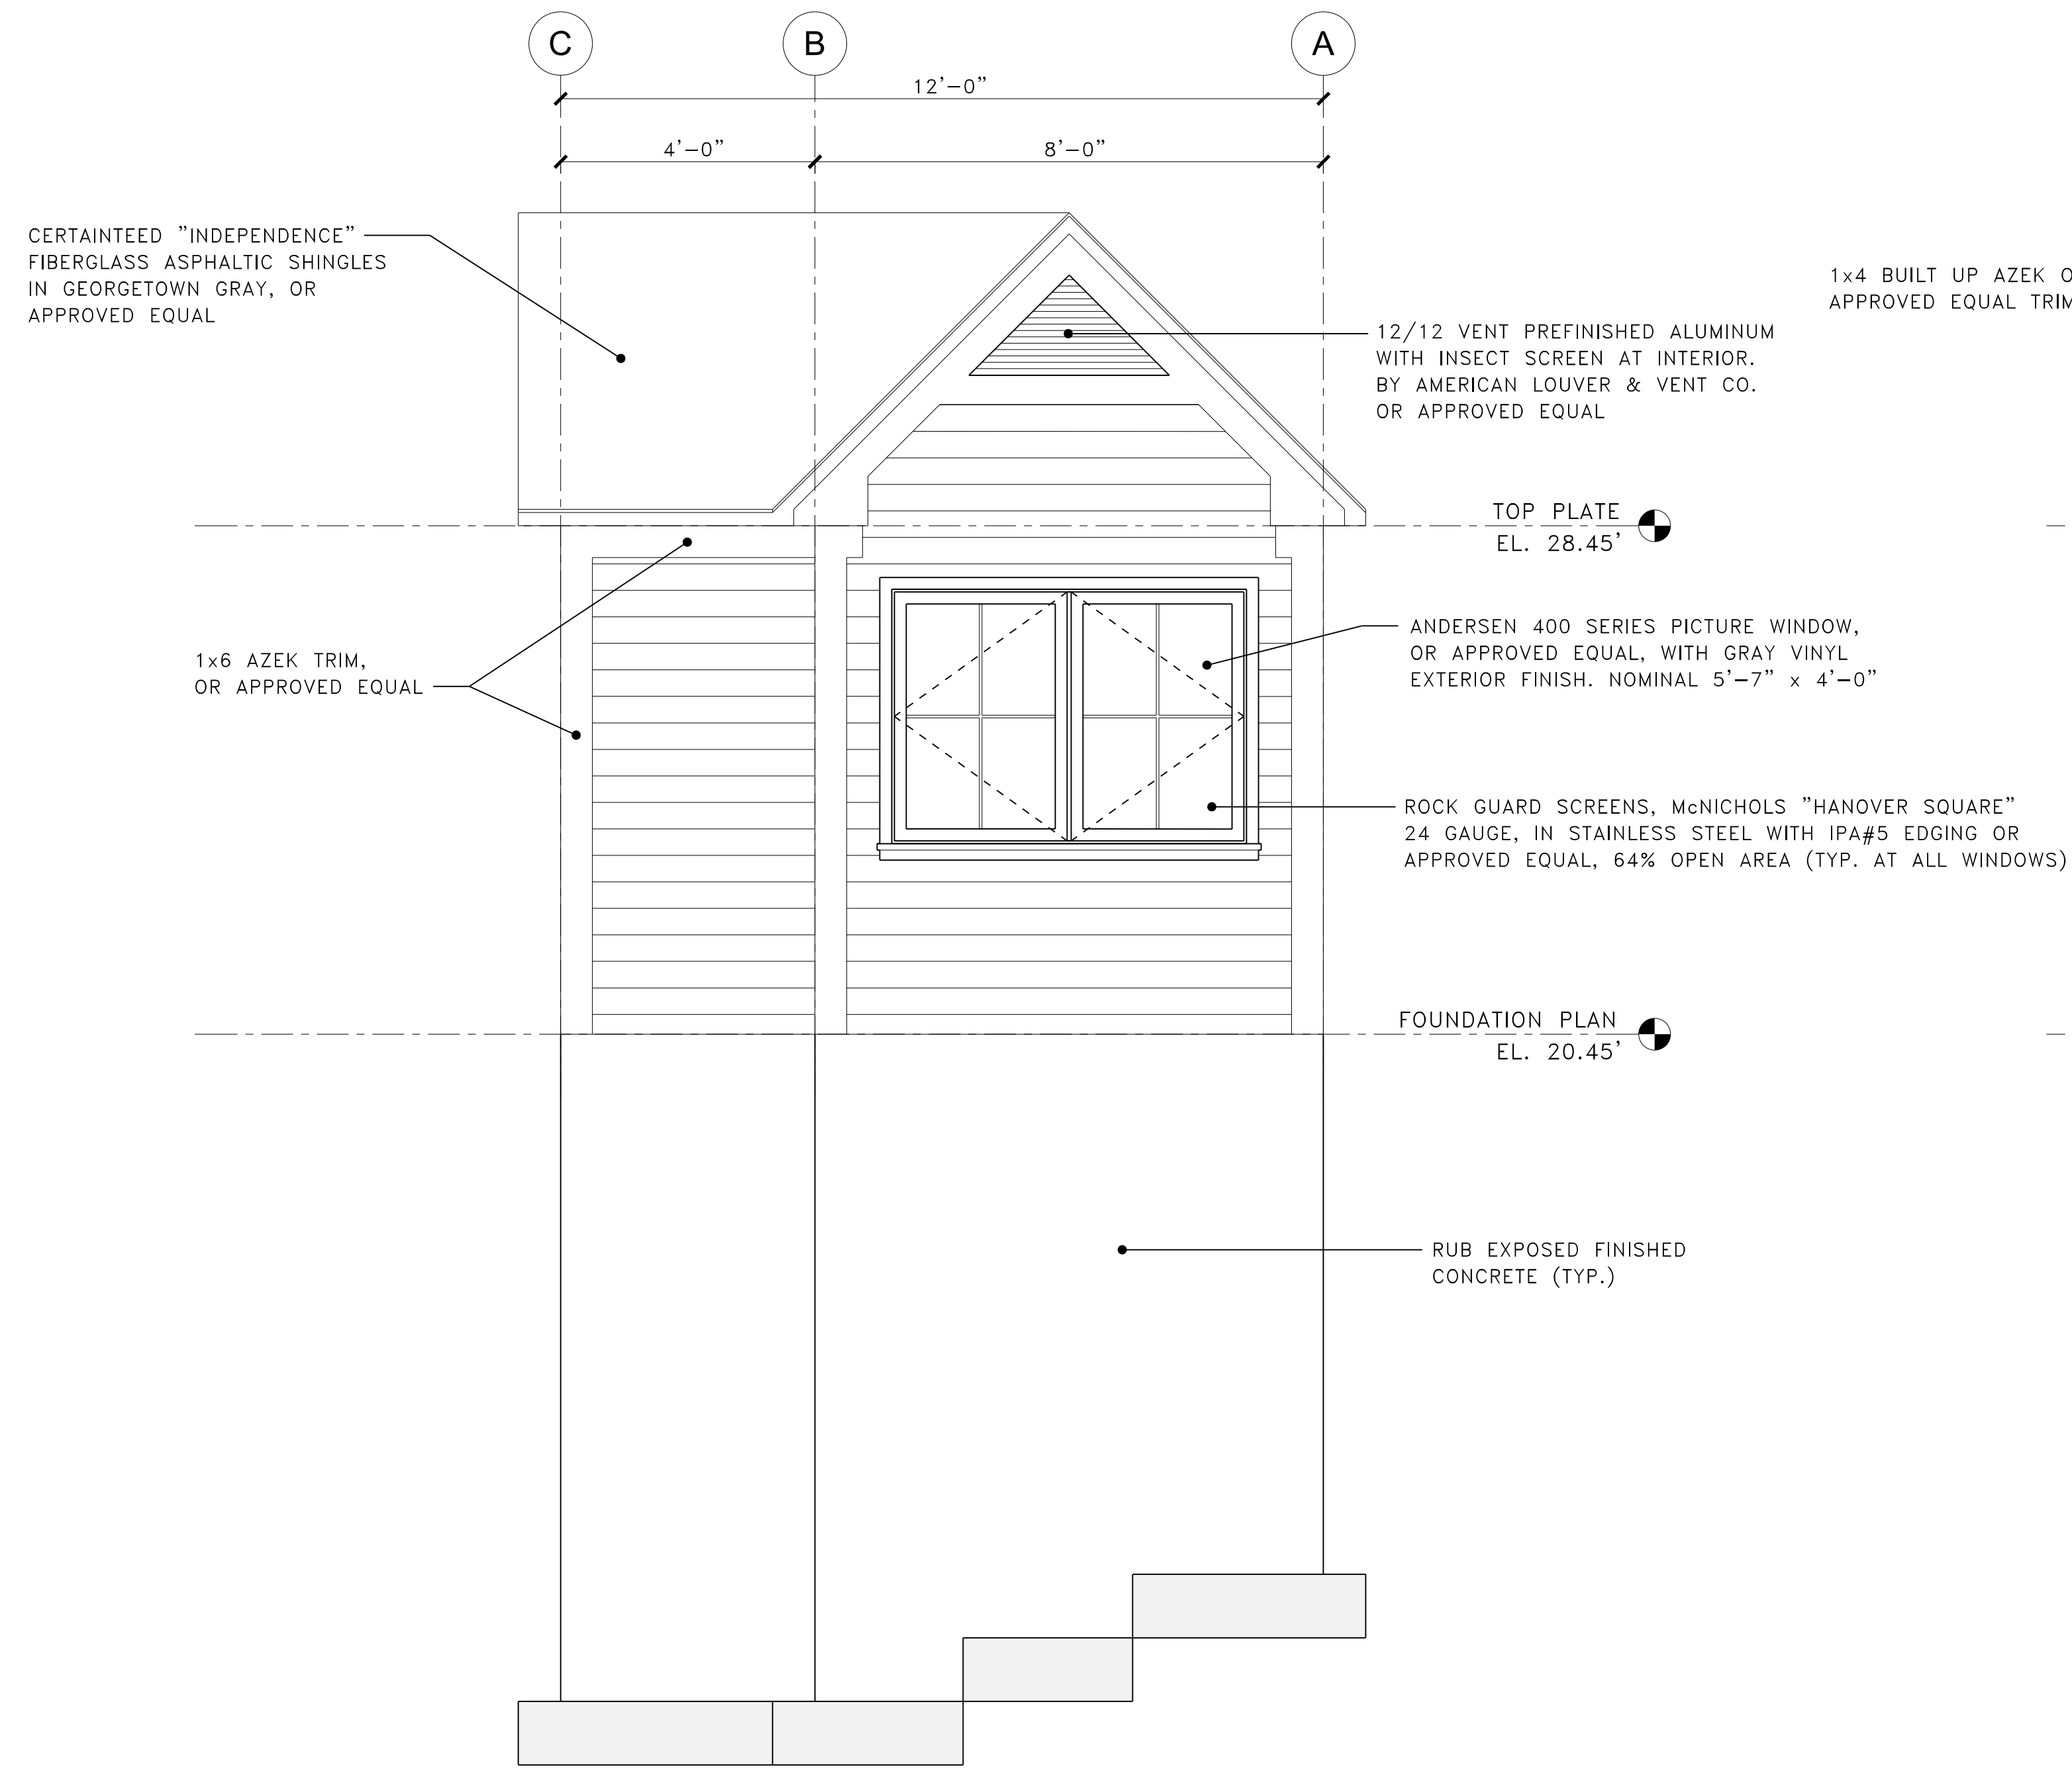 C
B
A
12'-0"
4'-0"
8'-0"
CERTAINTEED "INDEPENDENCE"
FIBERGLASS ASPHALTIC SHINGLES
IN GEORGETOWN GRAY, OR
APPROVED EQUAL
1x4 BUILT UP AZEK
APPROVED EQUAL TRIM
12/12 VENT PREFINISHED ALUMINUM
WITH INSECT SCREEN AT INTERIOR.
BY AMERICAN LOUVER & VENT CO.
OR APPROVED EQUAL
TOP PLATE
EL. 28.45'
1x6 AZEK TRIM,
OR APPROVED EQUAL
ANDERSEN 400 SERIES PICTURE WINDOW,
OR APPROVED EQUAL, WITH GRAY VINYL
EXTERIOR FINISH. NOMINAL 5'-7" x 4'-0"
ROCK GUARD SCREENS, McNICHOLS "HANOVER SQUARE"
24 GAUGE, IN STAINLESS STEEL WITH IPA#5 EDGING OR
APPROVED EQUAL, 64% OPEN AREA (TYP. AT ALL WINDOWS)
FOUNDATION PLAN
EL. 20.45'
RUB EXPOSED FINISHED
CONCRETE (TYP.)